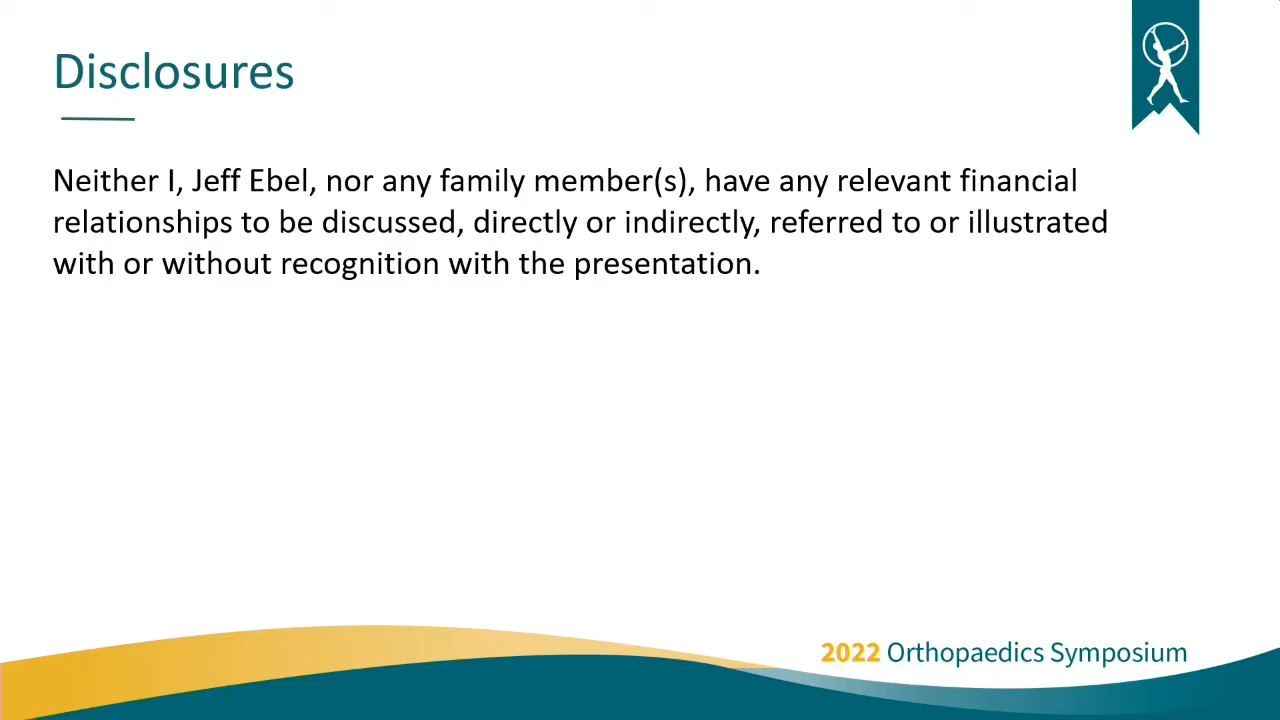 Disclosures
Neither I, Jeff Ebel, nor any family member(s), have any relevant financial
relationships to be discussed, directly or indirectly, referred to or illustrated
with or without recognition with the presentation.
2022 Orthopaedics Symposium